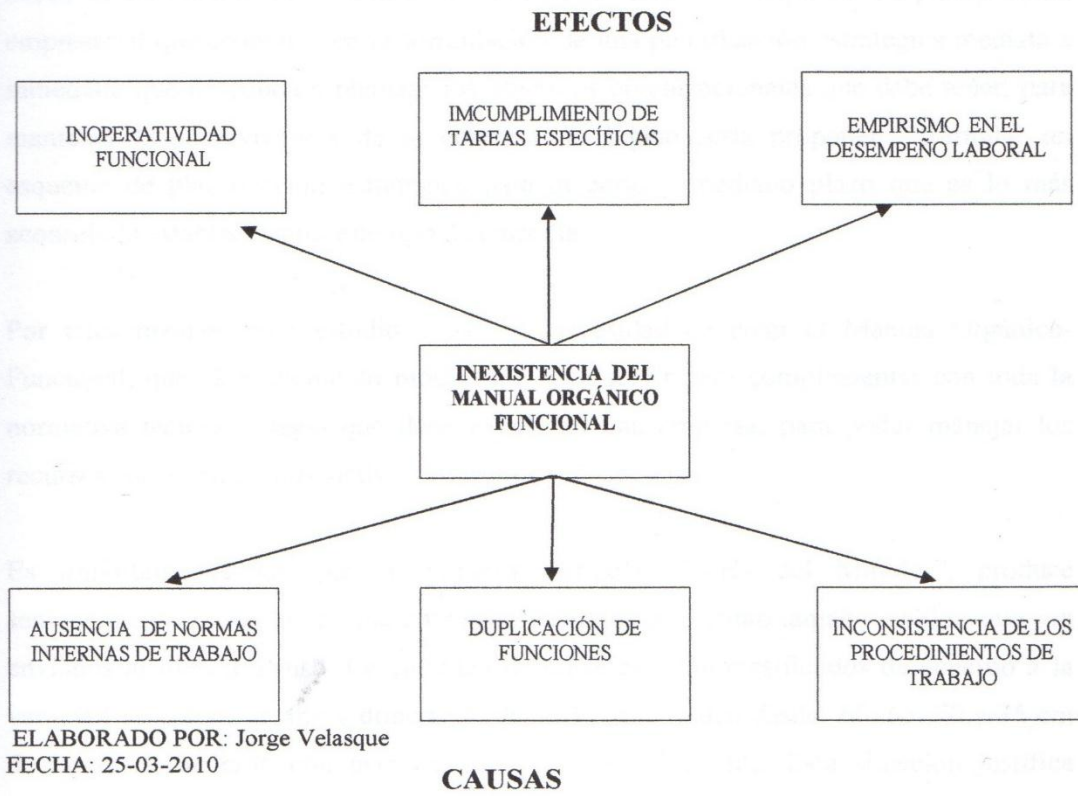 EFECTOS
INOPERATIVIDAD
FUNCIONAL
IMCUMPLIMIENTO DE
TAREAS ESPECÍFICAS
EMPIRISMO EN EL
DESEMPEÑO LABORAL
INEXISTENCIA DEL
MANUAL ORGÁNICO
FUNCIONAL
AUSENCIA DE NORMAS
INTERNAS DE TRABAJO
DUPLICACIÓN DE
FÚNCIONES
INCONSISTENCIA DE LOS
PROCEDINIENTOS DE
TRABAJO
ELABORADO POR: Jorge Velasque
FECHA: 25-03-2010
CAUSAS